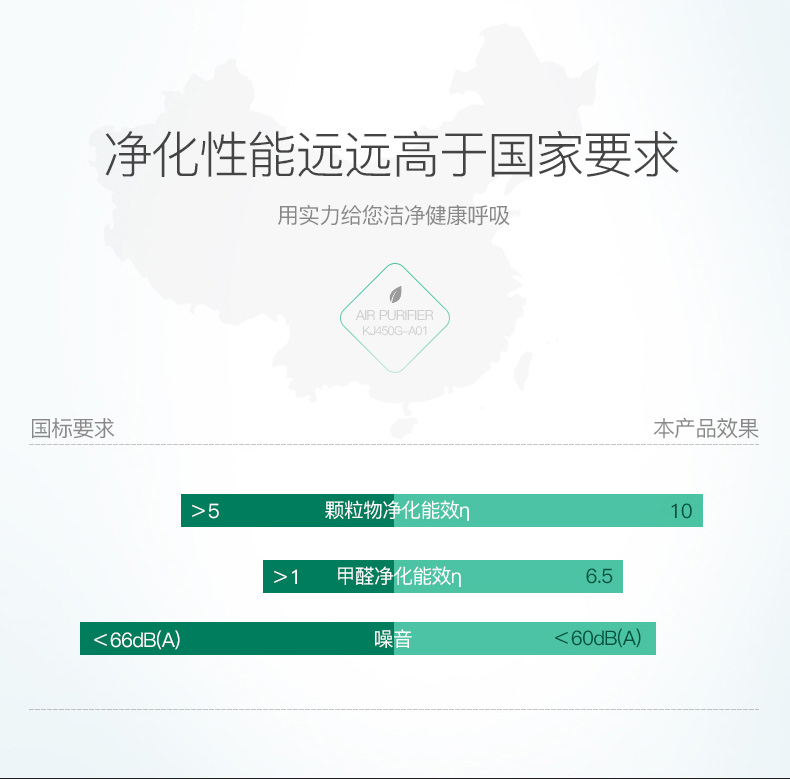 净化性能远远高于国家要求
用实力给您洁净健康呼吸
AIR PURIFIER
KJ450G-A01
国标要求 本产品效果
>5 颗粒物净化能效η 10
>1 甲醛净化能效η 6.5
<66dB(A) 噪音 <60dB(A)